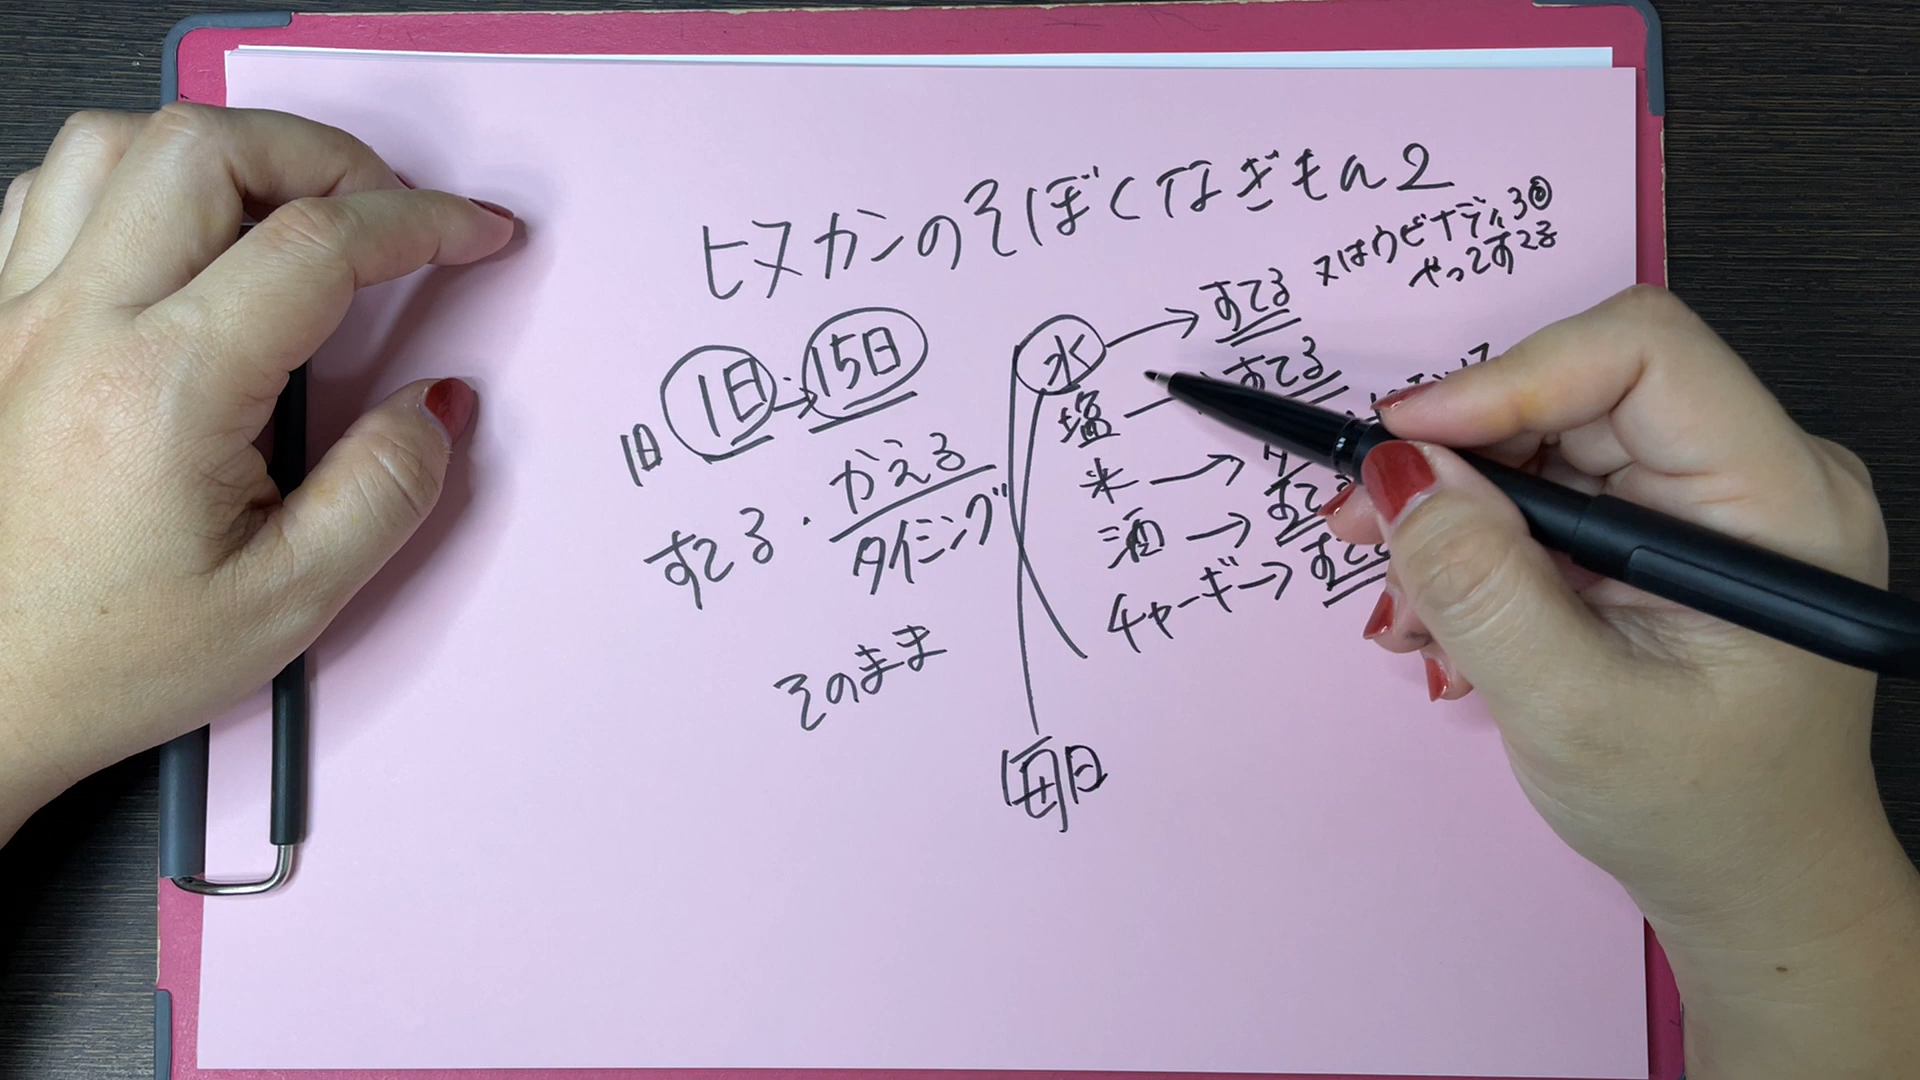 ヒヌカンのそぼくなぎもん2
又はウビナディ3回
やってすてる
旧 1日→15日
すてる・かえる
タイミング
そのまま
水→すてる
塩 すてる
米→
酒→すて
チャーギ→すて
毎日